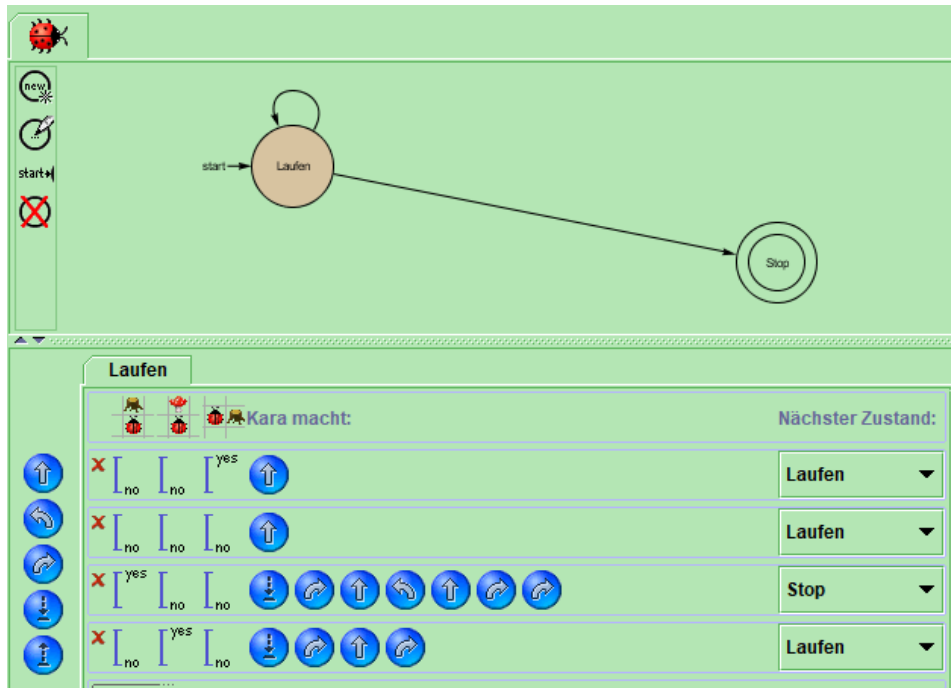 new
start
Laufen
start
Stop
Laufen
Kara macht: Nächster Zustand:
no no yes Laufen
no no no Laufen
yes no no Stop
no yes no Laufen